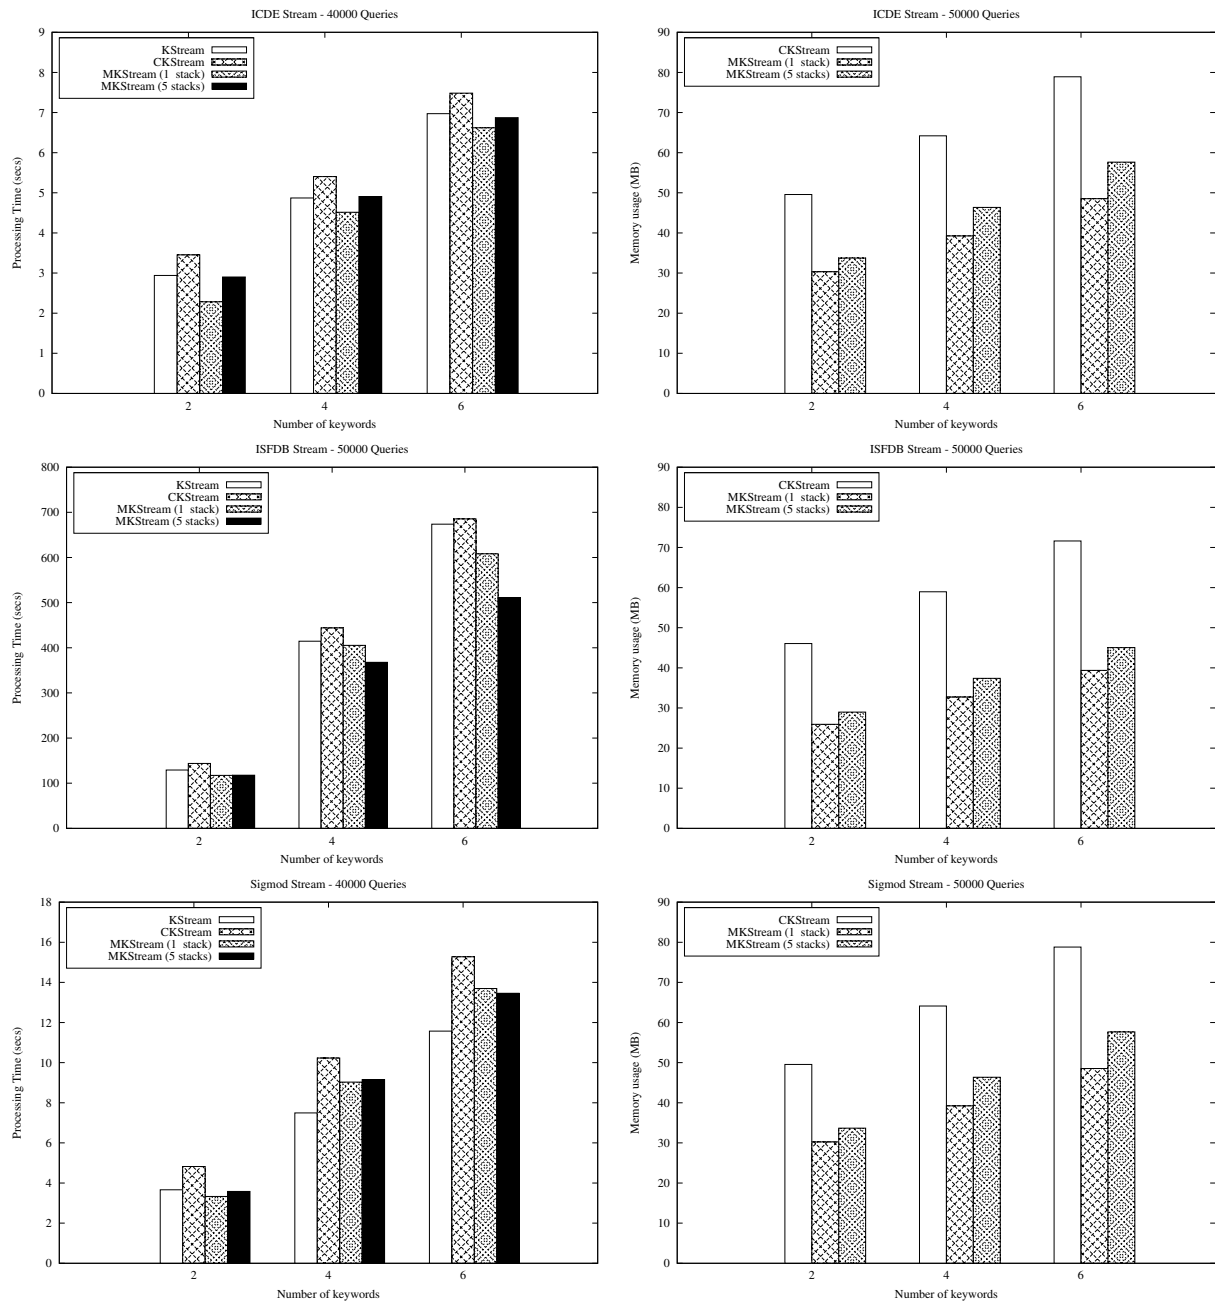 ICDE Stream - 40000 Queries
9
8
7
6
5
4
3
2
1
0
Processing Time (secs)
KStream
CKStream
MKStream (1 stack)
MKStream (5 stacks)
2 4 6
Number of keywords
ICDE Stream - 50000 Queries
90
80
70
60
50
40
30
20
10
0
Memory usage (MB)
CKStream
MKStream (1 stack)
MKStream (5 stacks)
2 4 6
Number of keywords
ISFDB Stream - 50000 Queries
800
700
600
500
400
300
200
100
0
Processing Time (secs)
KStream
CKStream
MKStream (1 stack)
MKStream (5 stacks)
2 4 6
Number of keywords
ISFDB Stream - 50000 Queries
90
80
70
60
50
40
30
20
10
0
Memory usage (MB)
CKStream
MKStream (1 stack)
MKStream (5 stacks)
2 4 6
Number of keywords
Sigmod Stream - 40000 Queries
18
16
14
12
10
8
6
4
2
0
Processing Time (secs)
KStream
CKStream
MKStream (1 stack)
MKStream (5 stacks)
2 4 6
Number of keywords
Sigmod Stream - 50000 Queries
90
80
70
60
50
40
30
20
10
0
Memory usage (MB)
CKStream
MKStream (1 stack)
MKStream (5 stacks)
2 4 6
Number of keywords